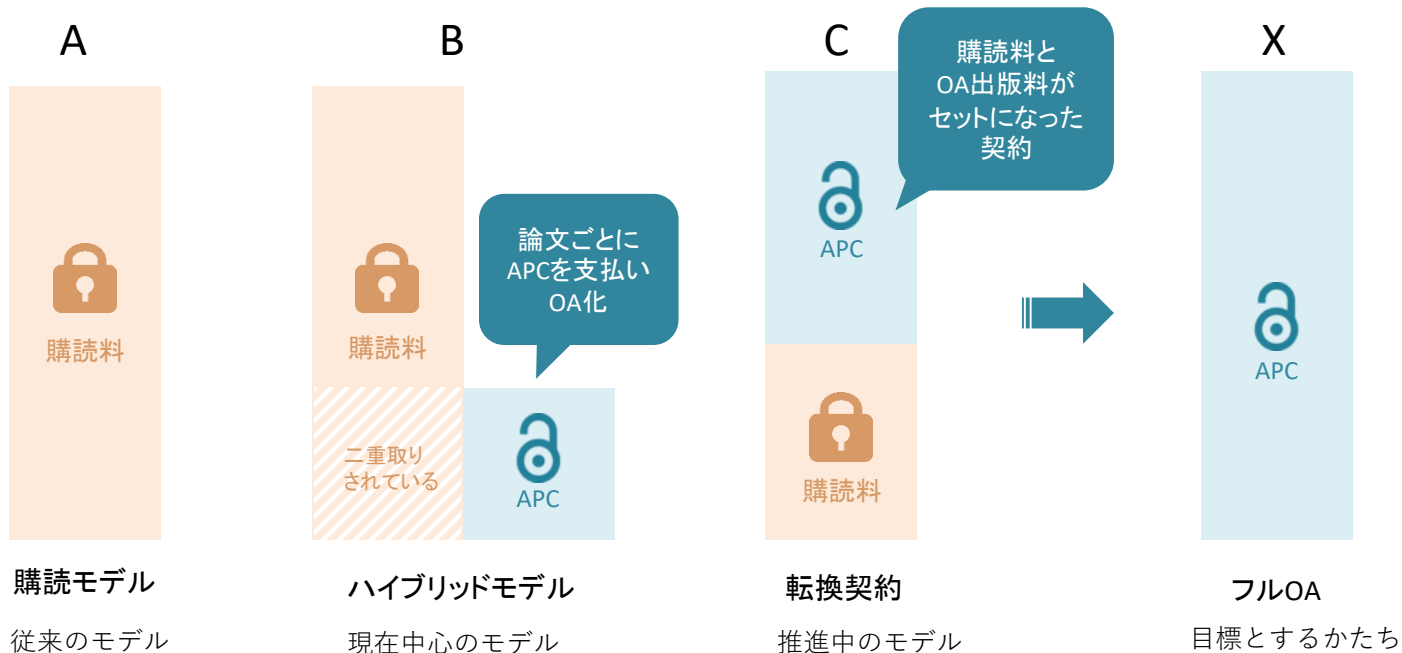 A
B
C
X
購読料と
OA出版料が
セットになった
契約
論文ごとに
APCを支払い
OA化
購読料
購読料
二重取り
されている
APC
APC
購読料
APC
購読モデル
従来のモデル
ハイブリッドモデル
現在中心のモデル
転換契約
推進中のモデル
フルOA
目標とするかたち